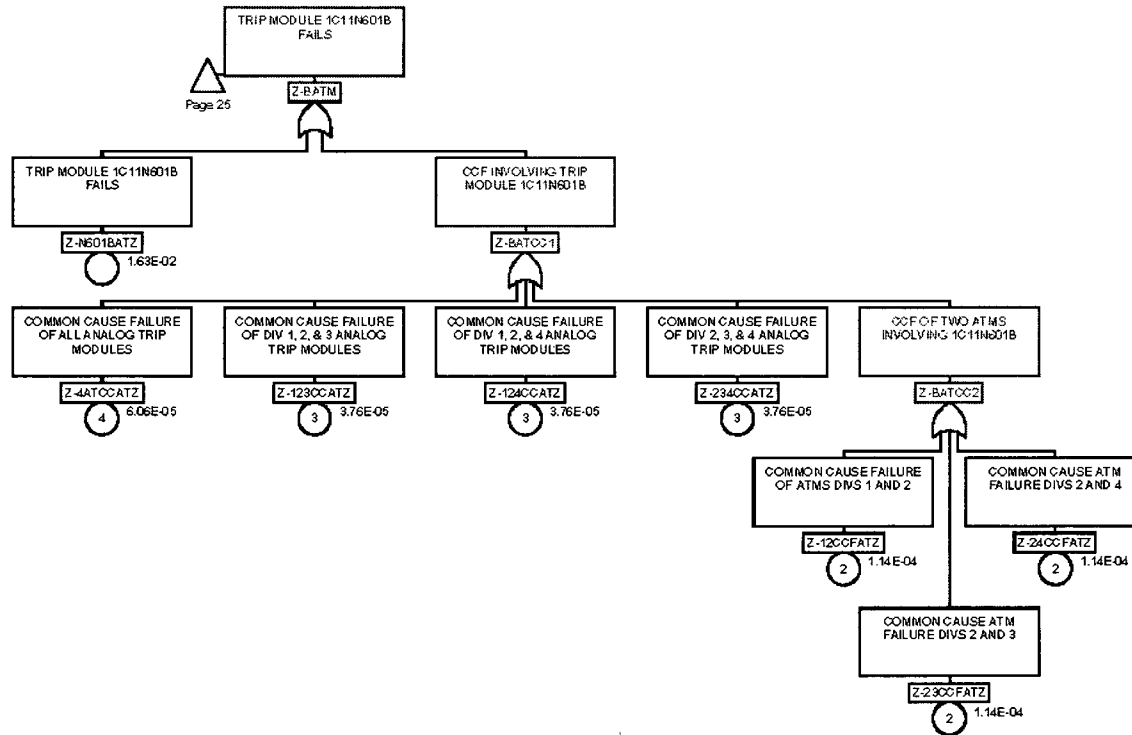 TRIP MODULE 1C11N601B
FAILS
Page 25
Z-BATM
TRIP MODULE 1C11N601B
FAILS
CCF INVOLVING TRIP
MODULE 1C11N601B
Z-N601BATZ
1.63E-02
Z-BATCC1
COMMON CAUSE FAILURE
OF ALL ANALOG TRIP
MODULES
COMMON CAUSE FAILURE
OF DIV 1, 2, & 3 ANALOG
TRIP MODULES
COMMON CAUSE FAILURE
OF DIV 1, 2, & 4 ANALOG
TRIP MODULES
COMMON CAUSE FAILURE
OF DIV 2, 3, & 4 ANALOG
TRIP MODULES
CCF OF TWO ATMS
INVOLVING 1C11N601B
Z-4ATCCATZ
6.06E-05
4
Z-123CCATZ
3.76E-05
3
Z-124CCATZ
3.76E-05
3
Z-234CCATZ
3.76E-05
3
Z-BATCC2
COMMON CAUSE FAILURE
OF ATMS DIVS 1 AND 2
COMMON CAUSE ATM
FAILURE DIVS 2 AND 4
Z-12CCFATZ
1.14E-04
2
Z-24CCFATZ
1.14E-04
2
COMMON CAUSE ATM
FAILURE DIVS 2 AND 3
Z-23CCFATZ
1.14E-04
2